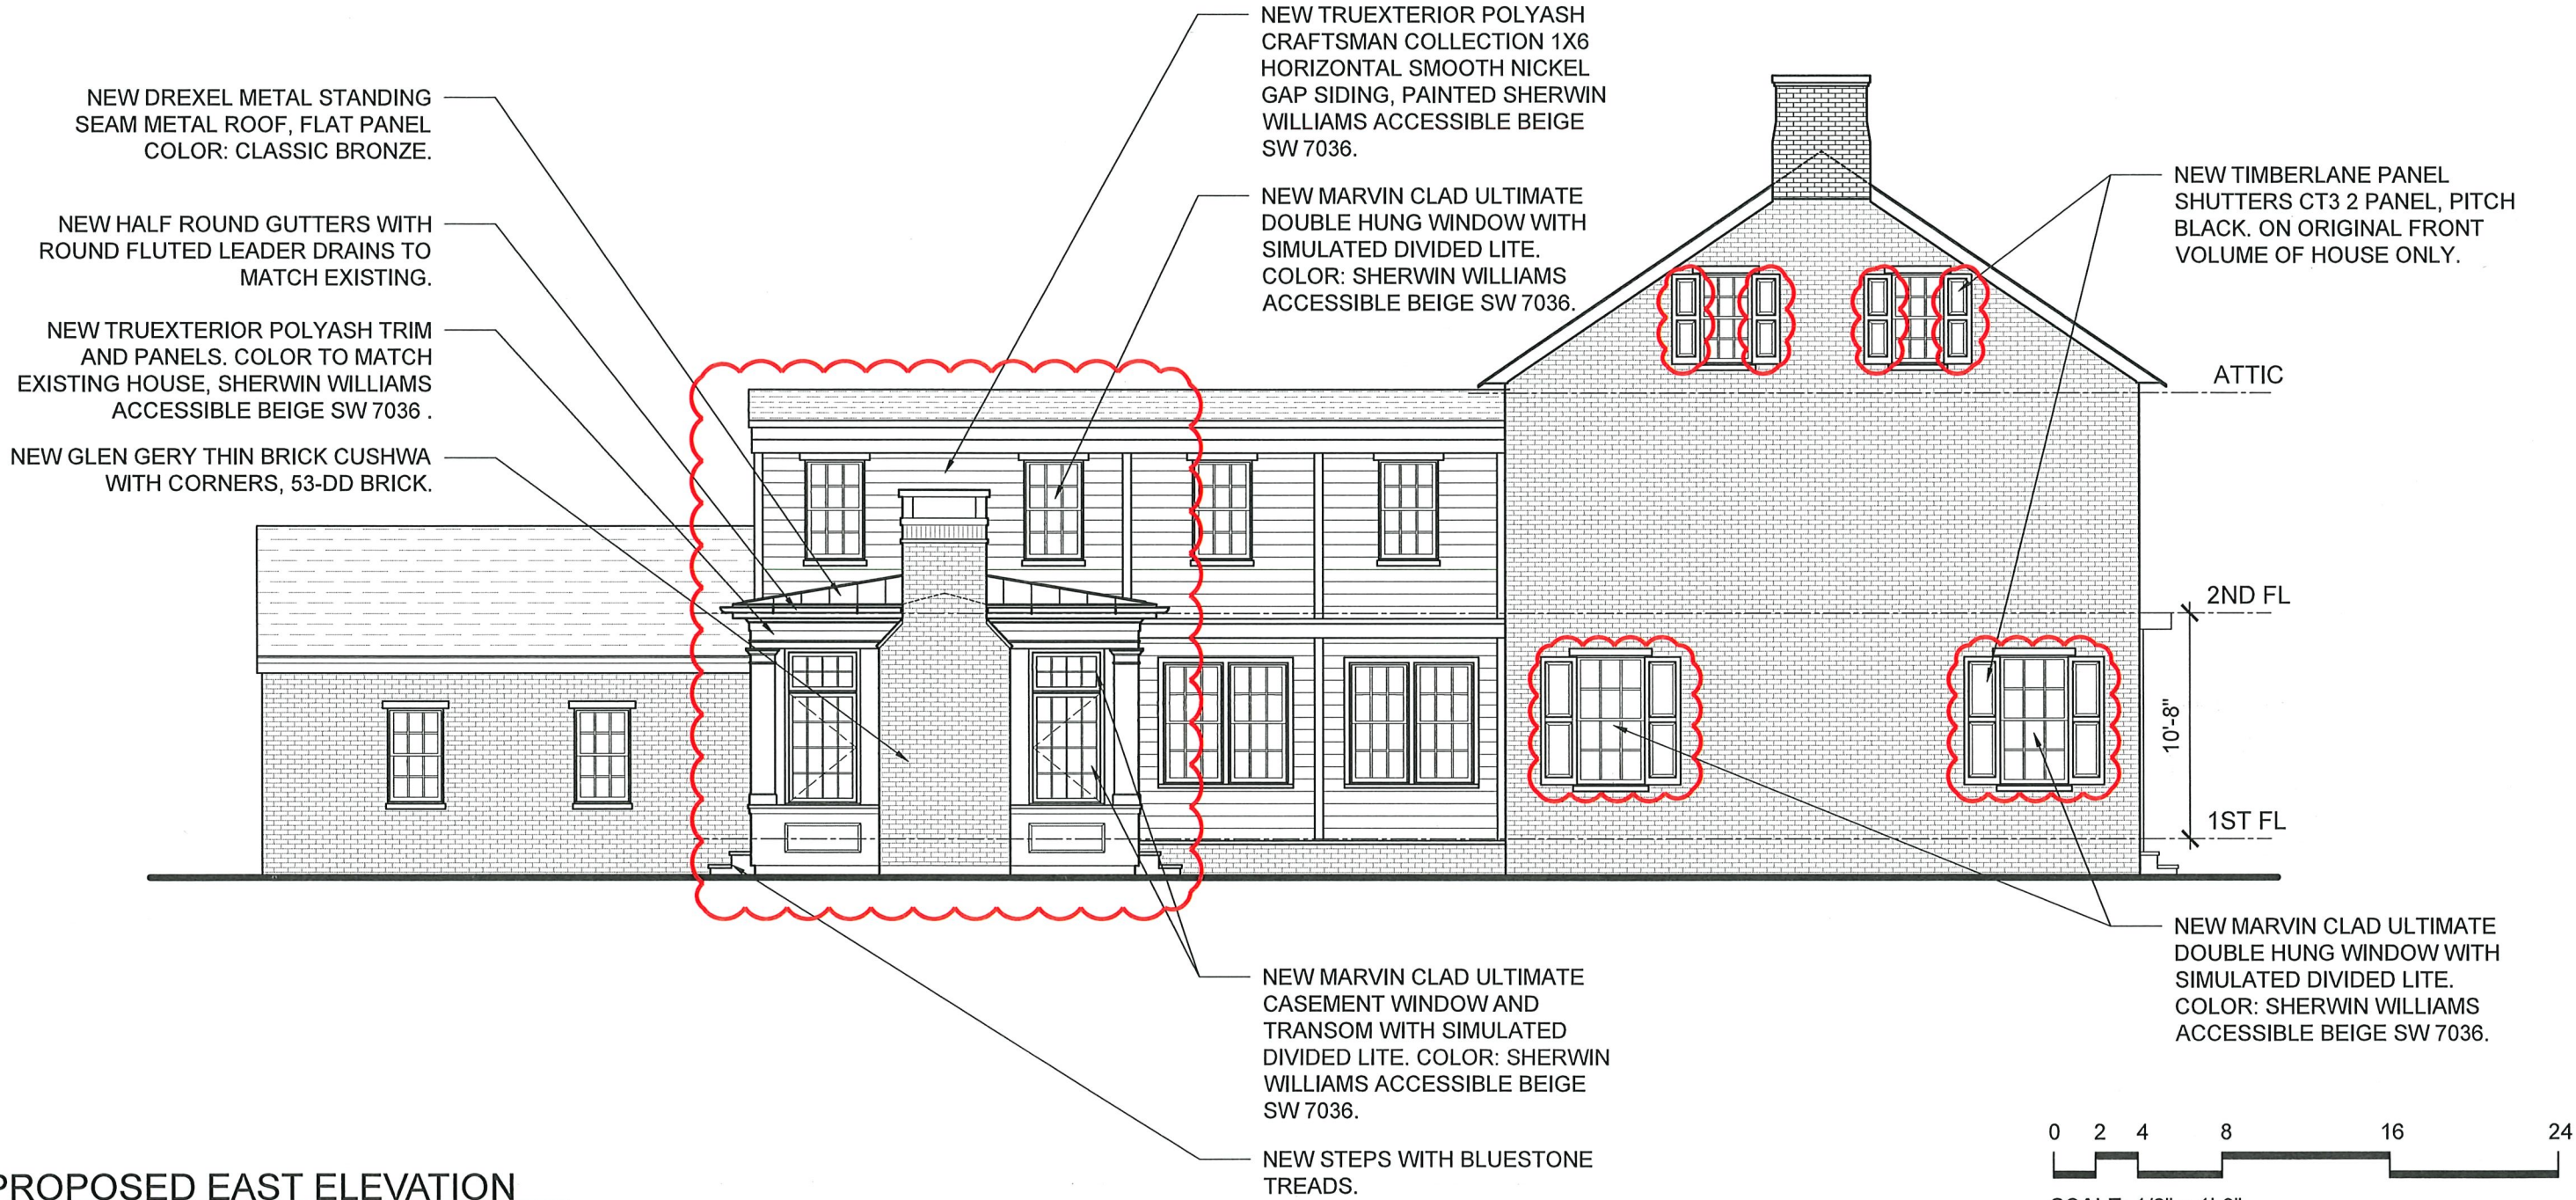 NEW TRUEXTERIOR POLYASH
CRAFTSMAN COLLECTION 1X6
HORIZONTAL SMOOTH NICKEL
GAP SIDING, PAINTED SHERWIN
WILLIAMS ACCESSIBLE BEIGE
SW 7036.
NEW DREXEL METAL STANDING
SEAM METAL ROOF, FLAT PANEL
COLOR: CLASSIC BRONZE.
NEW HALF ROUND GUTTERS WITH
ROUND FLUTED LEADER DRAINS TO
MATCH EXISTING.
NEW TRUEXTERIOR POLYASH TRIM
AND PANELS. COLOR TO MATCH
EXISTING HOUSE, SHERWIN WILLIAMS
ACCESSIBLE BEIGE SW 7036 .
NEW GLEN GERY THIN BRICK CUSHWA
WITH CORNERS, 53-DD BRICK.
NEW MARVIN CLAD ULTIMATE
DOUBLE HUNG WINDOW WITH
SIMULATED DIVIDED LITE.
COLOR: SHERWIN WILLIAMS
ACCESSIBLE BEIGE SW 7036.
NEW TIMBERLANE PANEL
SHUTTERS CT3 2 PANEL, PITCH
BLACK. ON ORIGINAL FRONT
VOLUME OF HOUSE ONLY.
ATTIC
2ND FL
10'-8"
1ST FL
NEW MARVIN CLAD ULTIMATE
DOUBLE HUNG WINDOW WITH
SIMULATED DIVIDED LITE.
COLOR: SHERWIN WILLIAMS
ACCESSIBLE BEIGE SW 7036.
NEW MARVIN CLAD ULTIMATE
CASEMENT WINDOW AND
TRANSOM WITH SIMULATED
DIVIDED LITE. COLOR: SHERWIN
WILLIAMS ACCESSIBLE BEIGE
SW 7036.
NEW STEPS WITH BLUESTONE
TREADS.
0 2 4 8 16 24
PROPOSED EAST ELEVATION